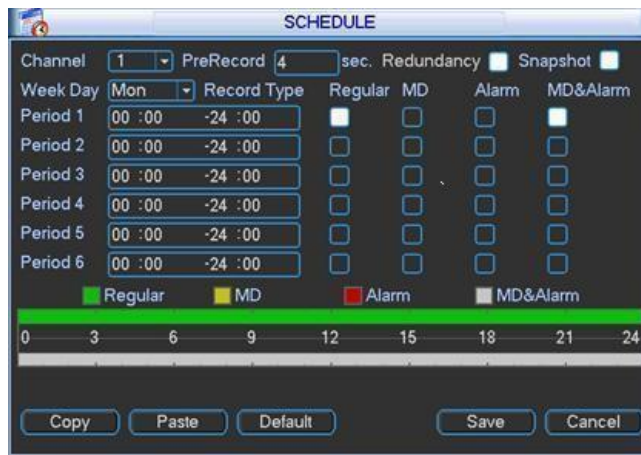 SCHEDULE
Channel 1 PreRecord 4 sec. Redundancy Snapshot
Week Day Mon Record Type Regular MD Alarm MD&Alarm
Period 1 00 :00 -24 :00
Period 2 00 :00 -24 :00
Period 3 00 :00 -24 :00
Period 4 00 :00 -24 :00
Period 5 00 :00 -24 :00
Period 6 00 :00 -24 :00
Regular MD Alarm MD&Alarm
0 3 6 9 12 15 18 21 24
Copy Paste Default Save Cancel